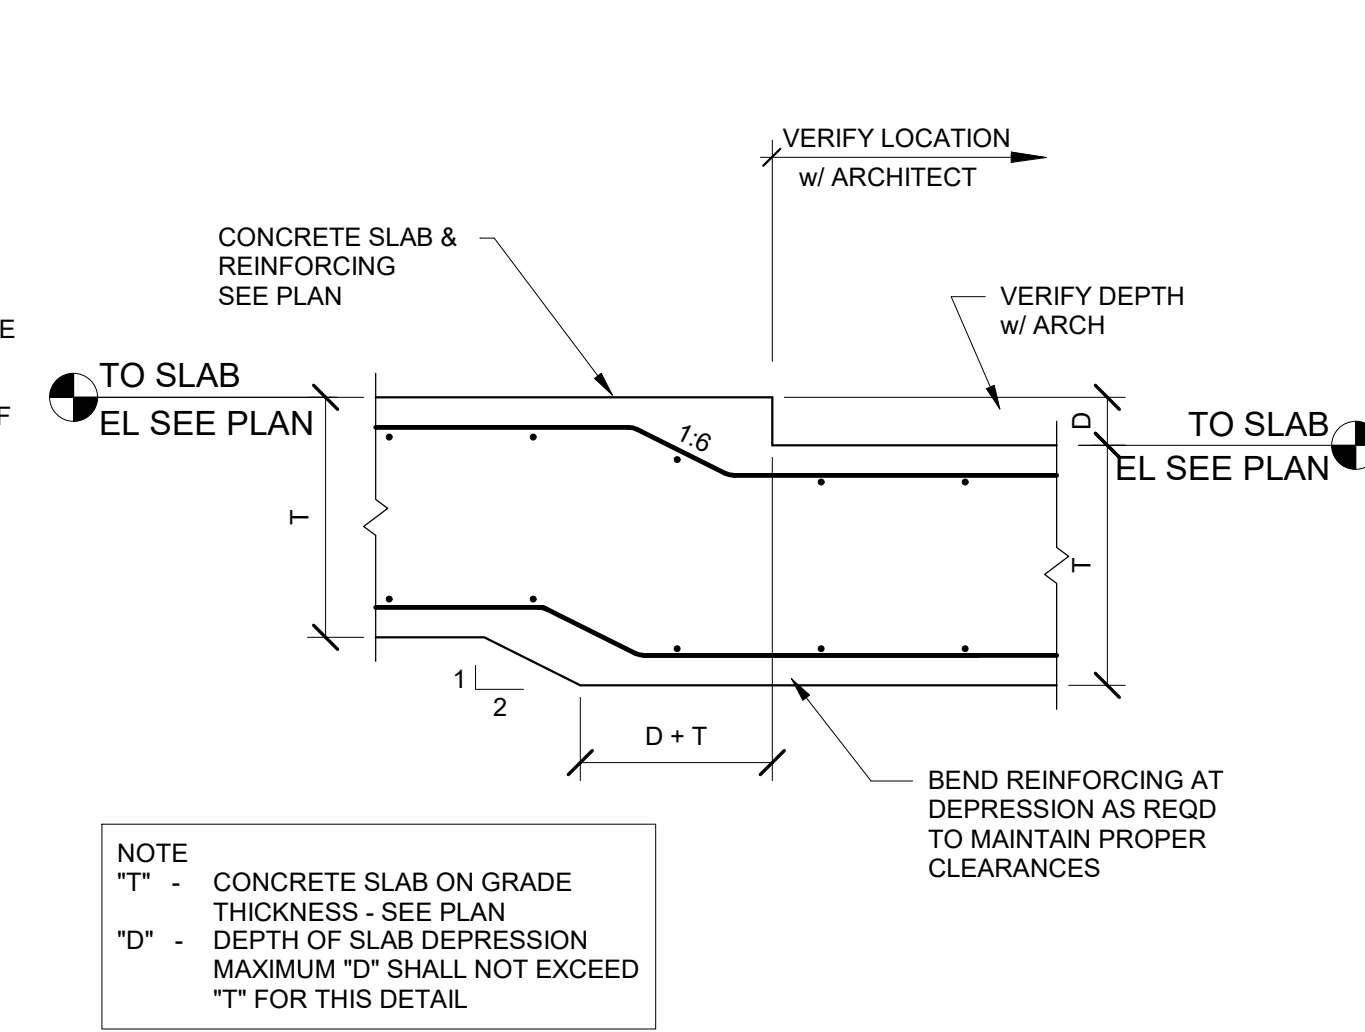 VERIFY LOCATION
w/ ARCHITECT
CONCRETE SLAB &
REINFORCING
SEE PLAN
VERIFY DEPTH
w/ ARCH
E
F
TO SLAB
EL SEE PLAN
1:6
D
TO SLAB
EL SEE PLAN
T
T
1
2
D + T
BEND REINFORCING AT
DEPRESSION AS REQD
TO MAINTAIN PROPER
CLEARANCES
NOTE
"T" - CONCRETE SLAB ON GRADE
THICKNESS - SEE PLAN
"D" - DEPTH OF SLAB DEPRESSION
MAXIMUM "D" SHALL NOT EXCEED
"T" FOR THIS DETAIL